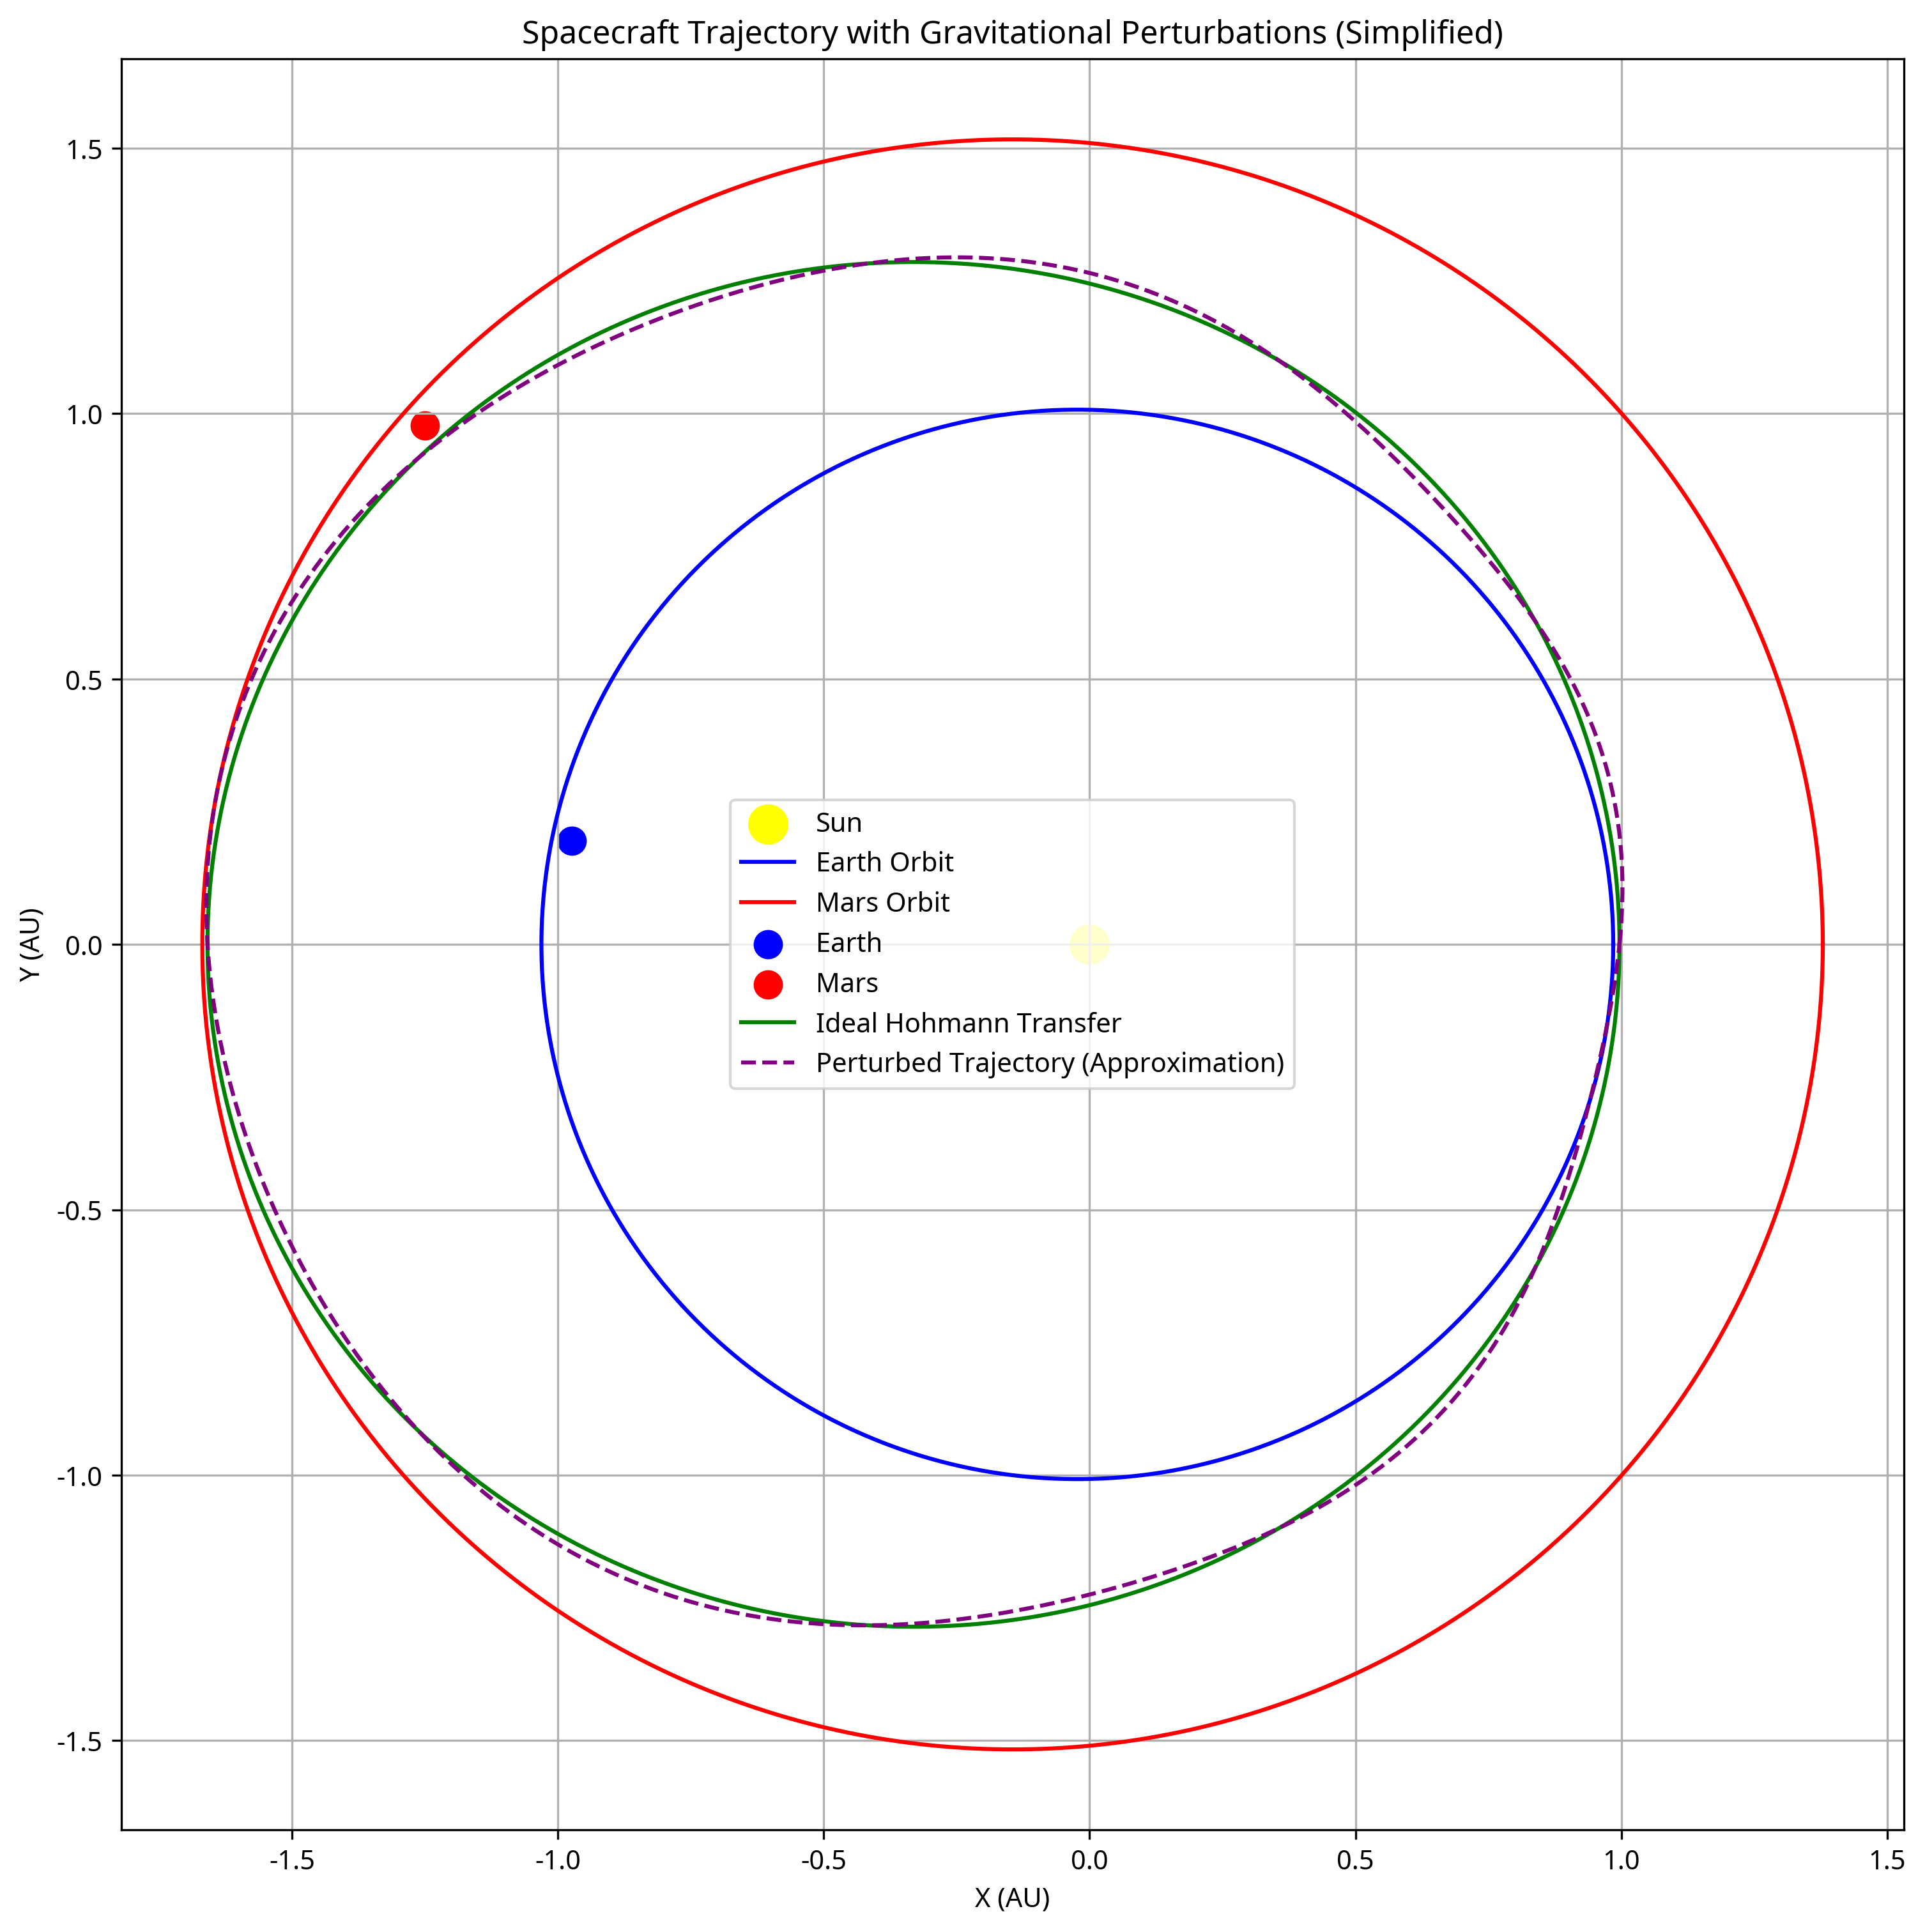 Spacecraft Trajectory with Gravitational Perturbations (Simplified)
1.5
1.0
0.5
0.0
-0.5
-1.0
-1.5
Y (AU)
Sun
Earth Orbit
Mars Orbit
Earth
Mars
Ideal Hohmann Transfer
Perturbed Trajectory (Approximation)
-1.5 -1.0 -0.5 0.0 0.5 1.0 1.5
X (AU)